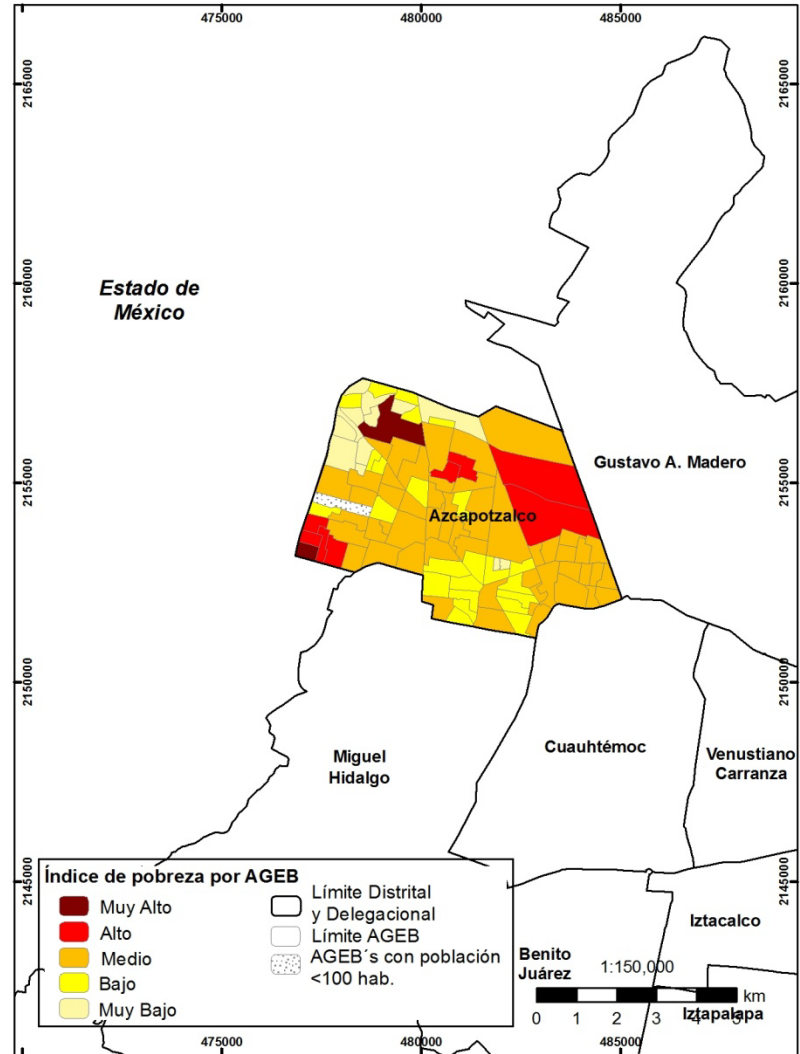 475000
480000
485000
2165000
2165000
2160000
2160000
Estado de
México
2155000
2155000
Gustavo A. Madero
Azcapotzalco
2150000
2150000
Miguel
Hidalgo
Cuauhtémoc
Venustiano
Carranza
2145000
2145000
Índice de pobreza por AGEB
Muy Alto
Alto
Medio
Bajo
Muy Bajo
Límite Distrital
y Delegacional
Límite AGEB
AGEB´s con población
<100 hab.
Iztacalco
Benito
Juárez
1:150,000
km
0 1 2 3 4 5
Iztapalapa
475000
480000
485000